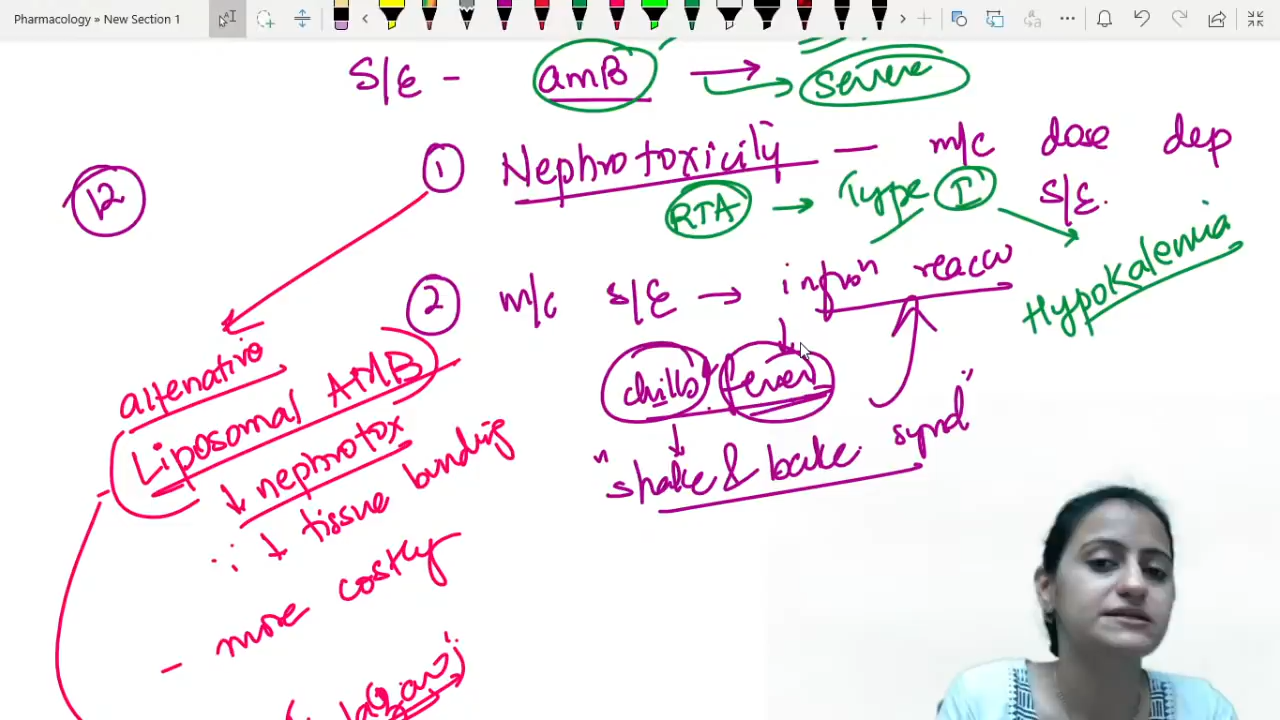 Pharmacology » New Section 1
S/E - amB → Severe
12
1 Nephrotoxicity — m/c dose dep S/E.
RTA → Type I
Hypokalemia
2 m/c S/E → reacn
chills, fever
"shake & bake synd"
alternative
Liposomal AMB
↓ nephrotox
∵ ↓ tissue binding
- more costly